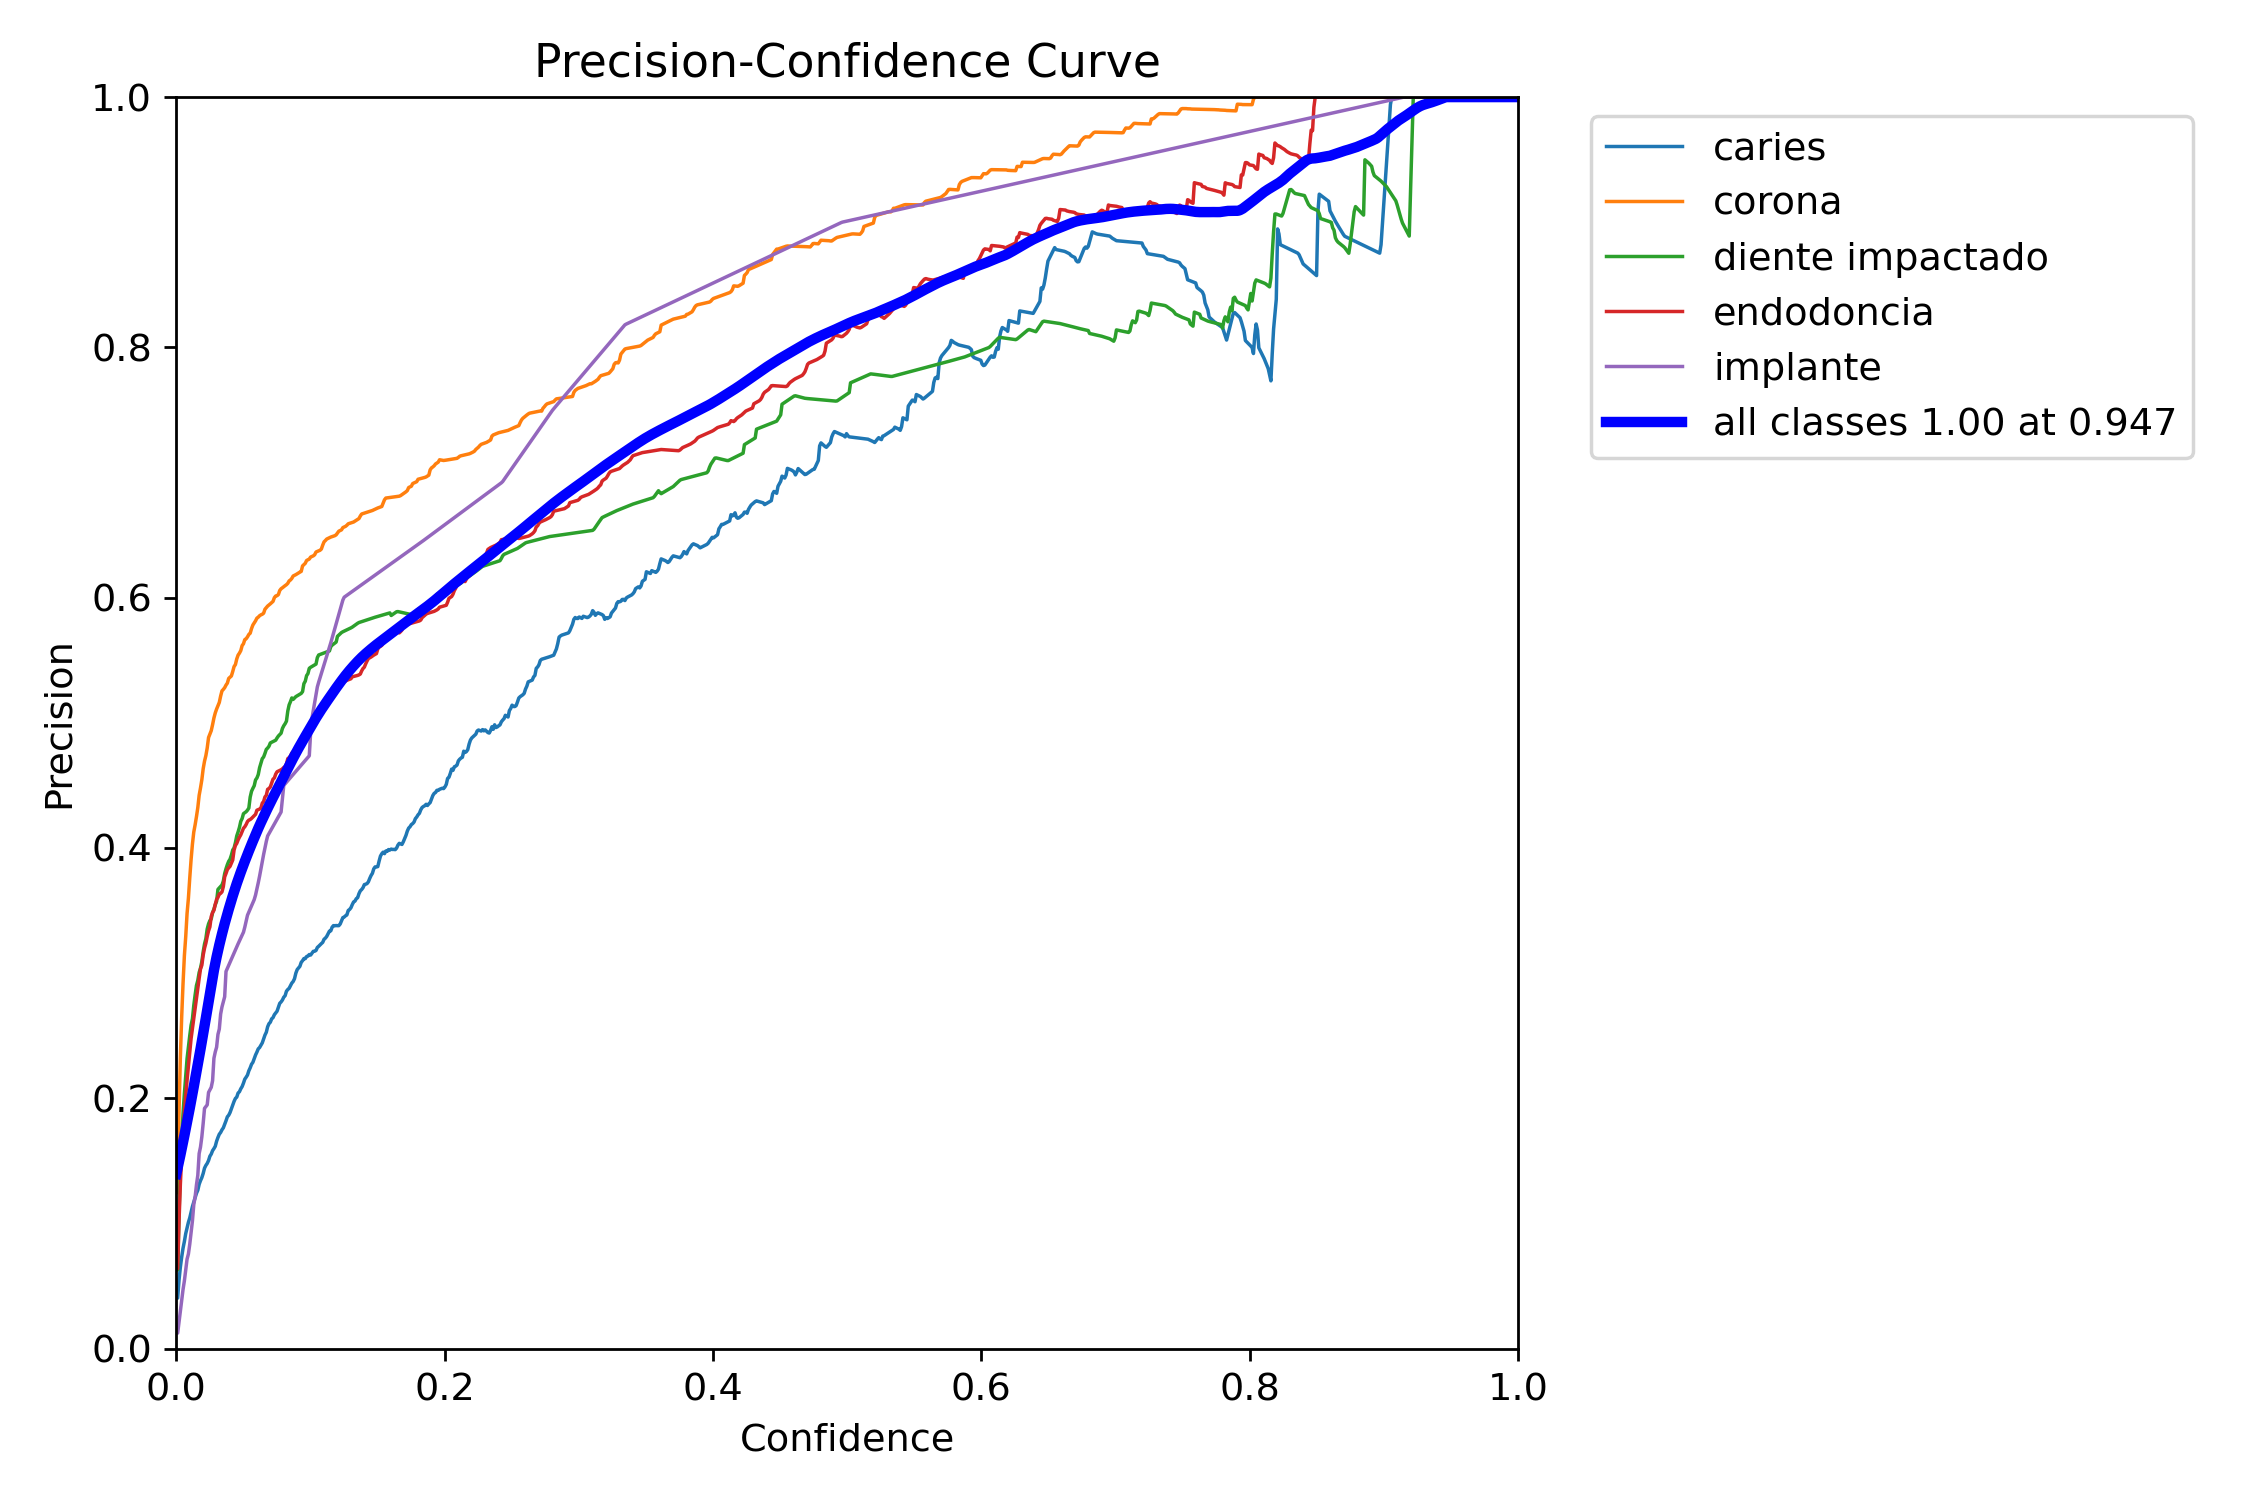 Precision-Confidence Curve
1.0
0.8
0.6
0.4
0.2
0.0
Precision
0.0 0.2 0.4 0.6 0.8 1.0
Confidence
caries
corona
diente impactado
endodoncia
implante
all classes 1.00 at 0.947